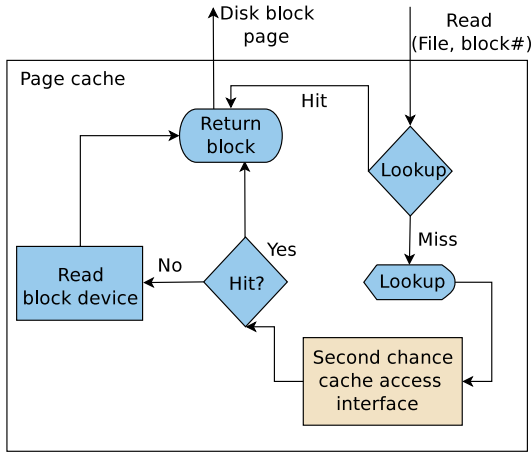 Disk block
page
Read
(File, block#)
Page cache
Hit
Return
block
Lookup
Miss
Lookup
Yes
No
Hit?
Read
block device
Second chance
cache access
interface